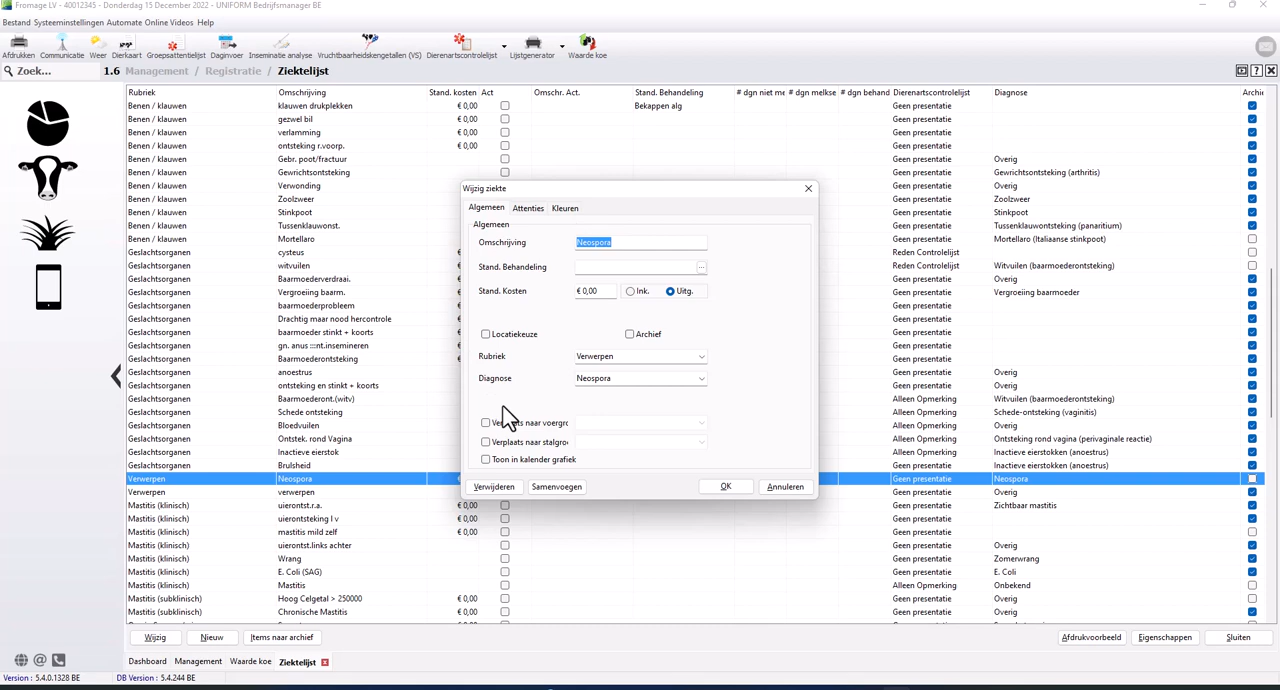 Fromage LV - 40012345 - Donderdag 15 December 2022 - UNIFORM Bedrijfsmanager BE
Bestand Systeeminstellingen Automate Online Videos Help
Afdrukken Communicatie Weer Dierkaart Groepsattentielijst Daginvoer Inseminatie analyse Vruchtbaarheidskengetallen (VS) Dierenartscontrolelijst Lijstgenerator Waarde koe
Zoek... 1.6 Management / Registratie / Ziektelijst
Rubriek Omschrijving Stand. kosten Act Omschr. Act. Stand. Behandeling # dgn niet me # dgn melkse # dgn behand Dierenartscontrolelijst Diagnose Archie
Benen / klauwen klauwen drukplekken € 0,00 Bekappen alg Geen presentatie
Benen / klauwen gezwel bil € 0,00 Geen presentatie
Benen / klauwen verlamming € 0,00 Geen presentatie
Benen / klauwen ontsteking r.voorp. € 0,00 Geen presentatie
Benen / klauwen Gebr. poot/fractuur Geen presentatie Overig
Benen / klauwen Gewrichtsontsteking Geen presentatie Gewrichtsontsteking (arthritis)
Benen / klauwen Verwonding Geen presentatie Overig
Benen / klauwen Zoolzweer Geen presentatie Zoolzweer
Benen / klauwen Stinkpoot Geen presentatie Stinkpoot
Benen / klauwen Tussenklauwonst. Geen presentatie Tussenklauwontsteking (panaritium)
Benen / klauwen Mortellaro Geen presentatie Mortellaro (Italiaanse stinkpoot)
Geslachtsorganen cysteus € Reden Controlelijst
Geslachtsorganen witvuilen € Reden Controlelijst Witvuilen (baarmoederontsteking)
Geslachtsorganen Baarmoederverdraai. € Geen presentatie Overig
Geslachtsorganen Vergroeiing baarm. € Geen presentatie Vergroeiing baarmoeder
Geslachtsorganen baarmoederprobleem € Geen presentatie
Geslachtsorganen Drachtig maar nood hercontrole € Geen presentatie
Geslachtsorganen baarmoeder stinkt + koorts € Geen presentatie
Geslachtsorganen gn. anus :::nt.insemineren € Geen presentatie
Geslachtsorganen Baarmoederontsteking € Geen presentatie
Geslachtsorganen anoestrus Geen presentatie Overig
Geslachtsorganen ontsteking en stinkt + koorts Geen presentatie Overig
Geslachtsorganen Baarmoederont.(witv) Alleen Opmerking Witvuilen (baarmoederontsteking)
Geslachtsorganen Schede ontsteking Alleen Opmerking Schede-ontsteking (vaginitis)
Geslachtsorganen Bloedvuilen Geen presentatie Overig
Geslachtsorganen Ontstek. rond Vagina Alleen Opmerking Ontsteking rond vagina (perivaginale reactie)
Geslachtsorganen Inactieve eierstok Alleen Opmerking Inactieve eierstokken (anoestrus)
Geslachtsorganen Brulsheid Geen presentatie Inactieve eierstokken (anoestrus)
Verwerpen Neospora € Geen presentatie Neospora
Verwerpen verwerpen Geen presentatie Overig
Mastitis (klinisch) uierontst.r.a. € 0,00 Geen presentatie Zichtbaar mastitis
Mastitis (klinisch) uierontsteking l v € 0,00 Geen presentatie
Mastitis (klinisch) mastitis mild zelf € 0,00 Geen presentatie
Mastitis (klinisch) uierontst.links achter Geen presentatie Overig
Mastitis (klinisch) Wrang Geen presentatie Zomerwrang
Mastitis (klinisch) E. Coli (SAG) Geen presentatie E. Coli
Mastitis (klinisch) Mastitis Alleen Opmerking Onbekend
Mastitis (subklinisch) Hoog Celgetal > 250000 € 0,00 Geen presentatie Overig
Mastitis (subklinisch) Chronische Mastitis € 0,00 Geen presentatie Overig
Wijzig ziekte
Algemeen Attenties Kleuren
Algemeen
Omschrijving Neospora
Stand. Behandeling ...
Stand. Kosten € 0,00 Ink. Uitg.
Locatiekeuze Archief
Rubriek Verwerpen
Diagnose Neospora
naar voergro
Verplaats naar stalgroe
Toon in kalender grafiek
Verwijderen Samenvoegen OK Annuleren
Wijzig Nieuw Items naar archief Afdrukvoorbeeld Eigenschappen Sluiten
Dashboard Management Waarde koe Ziektelijst
Version : 5.4.0.1328 BE DB Version : 5.4.244 BE